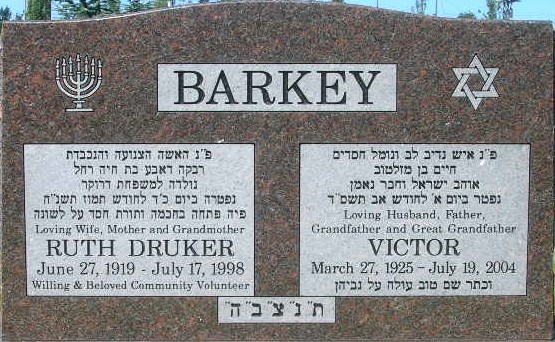 BARKEY
פ״נ האשה הצנועה והנכבדת
רבקה דאבע בת חיה רחל
נולדה למשפחת דרוקר
נפטרה ביום כ״ד לחודש תמוז תשנ״ח
פיה פתחה בחכמה ותורת חסד על לשונה
Loving Wife, Mother and Grandmother
RUTH DRUKER
June 27, 1919 - July 17, 1998
Willing & Beloved Community Volunteer
פ״נ איש נדיב לב וגומל חסדים
חיים בן מזלטוב
אוהב ישראל וחבר נאמן
נפטר ביום א׳ לחודש אב תשס״ד
Loving Husband, Father,
Grandfather and Great Grandfather
VICTOR
March 27, 1925 - July 19, 2004
וכתר שם טוב עולה על גביהן
ת״נ״צ״ב״ה״